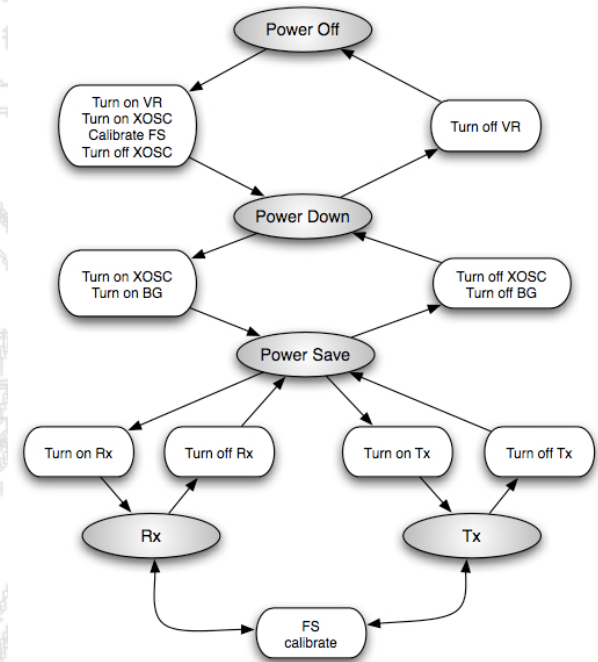 Power Off
Turn on VR
Turn on XOSC
Calibrate FS
Turn off XOSC
Turn off VR
Power Down
Turn on XOSC
Turn on BG
Turn off XOSC
Turn off BG
Power Save
Turn on Rx
Turn off Rx
Turn on Tx
Turn off Tx
Rx
Tx
FS
calibrate